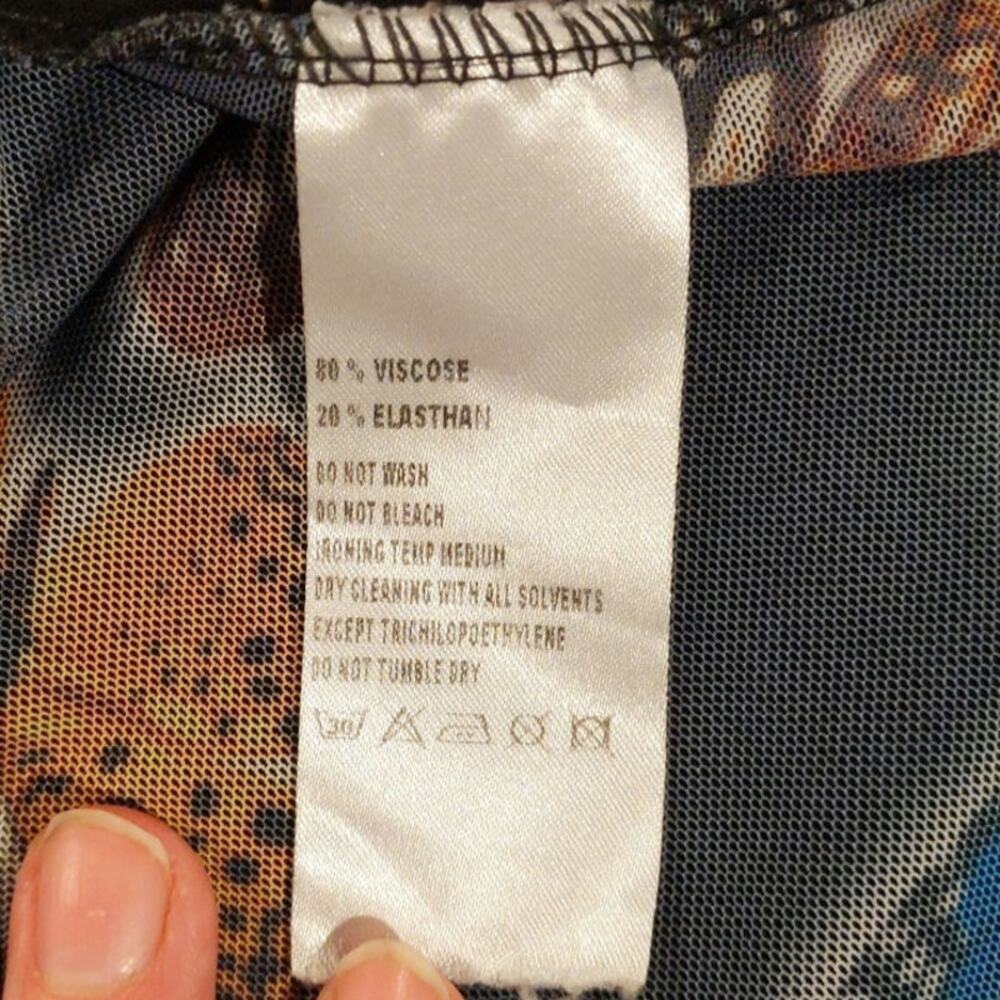 80 % VISCOSE
20 % ELASTHAN
DO NOT WASH
DO NOT BLEACH
IRONING TEMP MEDIUM
DRY CLEANING WITH ALL SOLVENTS
EXCEPT TRICHILOPOETHYLENE
DO NOT TUMBLE DRY
30